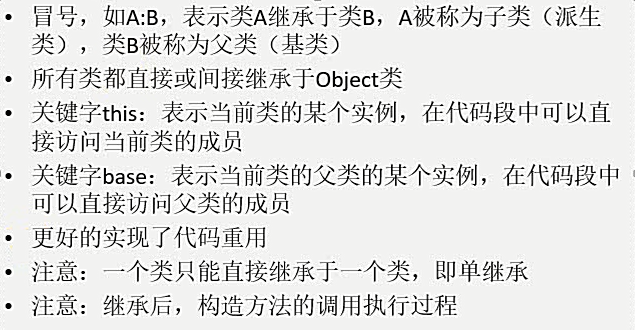 • 冒号，如A:B，表示类A继承于类B，A被称为子类（派生
类），类B被称为父类（基类）
• 所有类都直接或间接继承于Object类
• 关键字this：表示当前类的某个实例，在代码段中可以直
接访问当前类的成员
• 关键字base：表示当前类的父类的某个实例，在代码段中
可以直接访问父类的成员
• 更好的实现了代码重用
• 注意：一个类只能直接继承于一个类，即单继承
• 注意：继承后，构造方法的调用执行过程